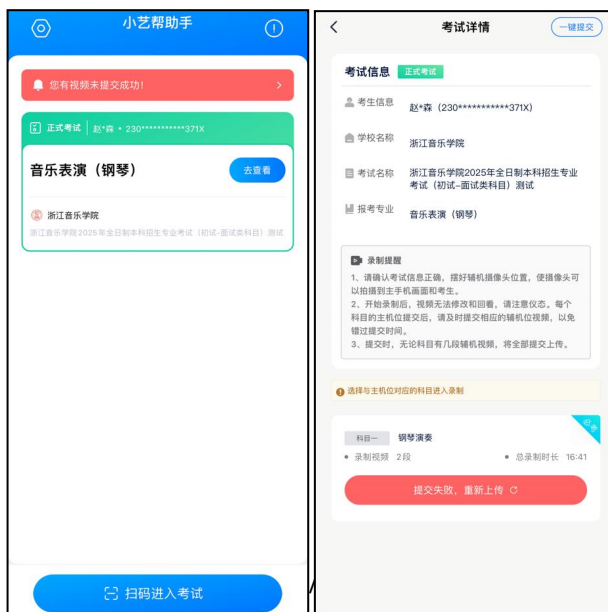 小艺帮助手
您有视频未提交成功!
正式考试 赵*森 • 230***********371X
音乐表演（钢琴）
去查看
浙江音乐学院
浙江音乐学院2025年全日制本科招生专业考试（初试-面试类科目）测试
扫码进入考试
/
考试详情
一键提交
考试信息 正式考试
考生信息 赵*森（230***********371X）
学校名称 浙江音乐学院
考试名称 浙江音乐学院2025年全日制本科招生专业
考试（初试–面试类科目）测试
报考专业 音乐表演（钢琴）
录制提醒
1、请确认考试信息正确，摆好辅机摄像头位置，使摄像头可
以拍摄到主手机画面和考生。
2、开始录制后，视频无法修改和回看，请注意仪态。每个
科目的主机位提交后，请及时提交相应的辅机位视频，以免
错过提交时间。
3、提交时，无论科目有几段辅机视频，将全部提交上传。
选择与主机位对应的科目进入录制
必考
科目一 钢琴演奏
• 录制视频 2段 • 总录制时长 16:41
提交失败，重新上传